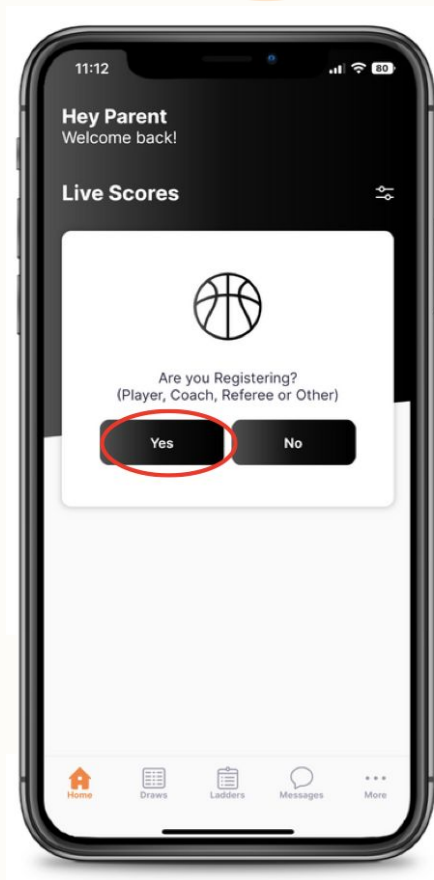 11:12
80
Hey Parent
Welcome back!
Live Scores
Are you Registering?
(Player, Coach, Referee or Other)
Yes
No
Home
Draws
Ladders
Messages
More